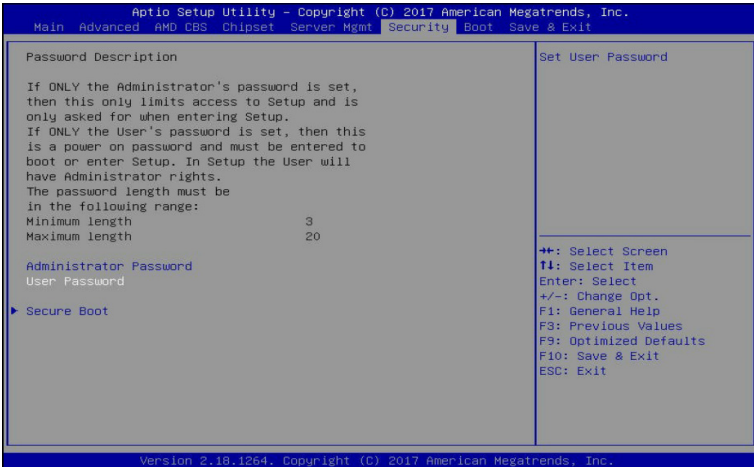 Aptio Setup Utility – Copyright (C) 2017 American Megatrends, Inc.
Main Advanced AMD CBS Chipset Server Mgmt Security Boot Save & Exit
Password Description
If ONLY the Administrator's password is set,
then this only limits access to Setup and is
only asked for when entering Setup.
If ONLY the User's password is set, then this
is a power on password and must be entered to
boot or enter Setup. In Setup the User will
have Administrator rights.
The password length must be
in the following range:
Minimum length 3
Maximum length 20
Administrator Password
User Password
▶ Secure Boot
Set User Password
→←: Select Screen
↑↓: Select Item
Enter: Select
+/-: Change Opt.
F1: General Help
F3: Previous Values
F9: Optimized Defaults
F10: Save & Exit
ESC: Exit
Version 2.18.1264. Copyright (C) 2017 American Megatrends, Inc.